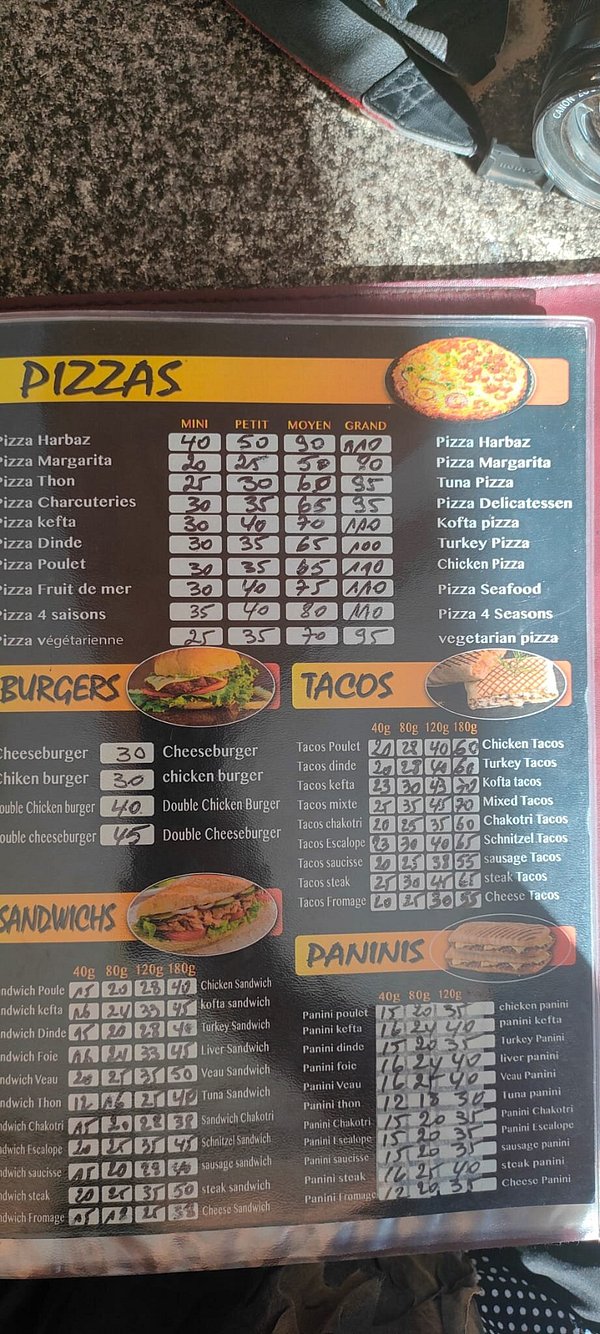 CANON
PIZZAS
MINI PETIT MOYEN GRAND
Pizza Harbaz 40 50 90 110 Pizza Harbaz
Pizza Margarita 20 25 50 90 Pizza Margarita
Pizza Thon 25 30 60 95 Tuna Pizza
Pizza Charcuteries 30 35 65 95 Pizza Delicatessen
Pizza kefta 30 40 70 110 Kofta pizza
Pizza Dinde 30 35 65 100 Turkey Pizza
Pizza Poulet 30 35 65 110 Chicken Pizza
Pizza Fruit de mer 30 40 75 110 Pizza Seafood
Pizza 4 saisons 35 40 80 110 Pizza 4 Seasons
Pizza végétarienne 25 35 70 95 vegetarian pizza
BURGERS
Cheeseburger 30 Cheeseburger
Chiken burger 30 chicken burger
ouble Chicken burger 40 Double Chicken Burger
ouble cheeseburger 45 Double Cheeseburger
TACOS
40g 80g 120g 180g
Tacos Poulet 20 28 40 60 Chicken Tacos
Tacos dinde 20 28 40 60 Turkey Tacos
Tacos kefta 23 30 43 70 Kofta tacos
Tacos mixte 25 35 45 70 Mixed Tacos
Tacos chakotri 20 25 35 60 Chakotri Tacos
Tacos Escalope 23 30 40 65 Schnitzel Tacos
Tacos saucisse 20 25 38 55 sausage Tacos
Tacos steak 25 30 45 65 steak Tacos
Tacos Fromage 20 25 30 55 Cheese Tacos
SANDWICHS
40g 80g 120g 180g
ndwich Poule 15 20 28 40 Chicken Sandwich
ndwich kefta 16 24 33 45 kofta sandwich
ndwich Dinde 15 20 28 40 Turkey Sandwich
ndwich Foie 16 24 33 45 Liver Sandwich
ndwich Veau 20 25 35 50 Veau Sandwich
ndwich Thon 12 16 25 40 Tuna Sandwich
ndwich Chakotri 15 20 28 38 Sandwich Chakotri
ndwich Escalope 20 25 35 45 Schnitzel Sandwich
ndwich saucisse 15 20 28 40 sausage Sandwich
ndwich steak 20 25 35 50 steak sandwich
ndwich Fromage 15 18 25 38 Cheese Sandwich
PANINIS
40g 80g 120g
Panini poulet 15 20 35 chicken panini
Panini kefta 16 24 40 panini kefta
Panini dinde 15 20 35 Turkey Panini
Panini foie 16 24 40 liver panini
Panini Veau 16 25 40 Veau Panini
Panini thon 12 18 30 Tuna panini
Panini Chakotri 15 20 35 Panini Chakotri
Panini Escalope 15 20 35 Panini Escalope
Panini saucisse 15 20 35 sausage panini
Panini steak 16 25 40 steak panini
Panini Fromage 12 20 35 Cheese Panini